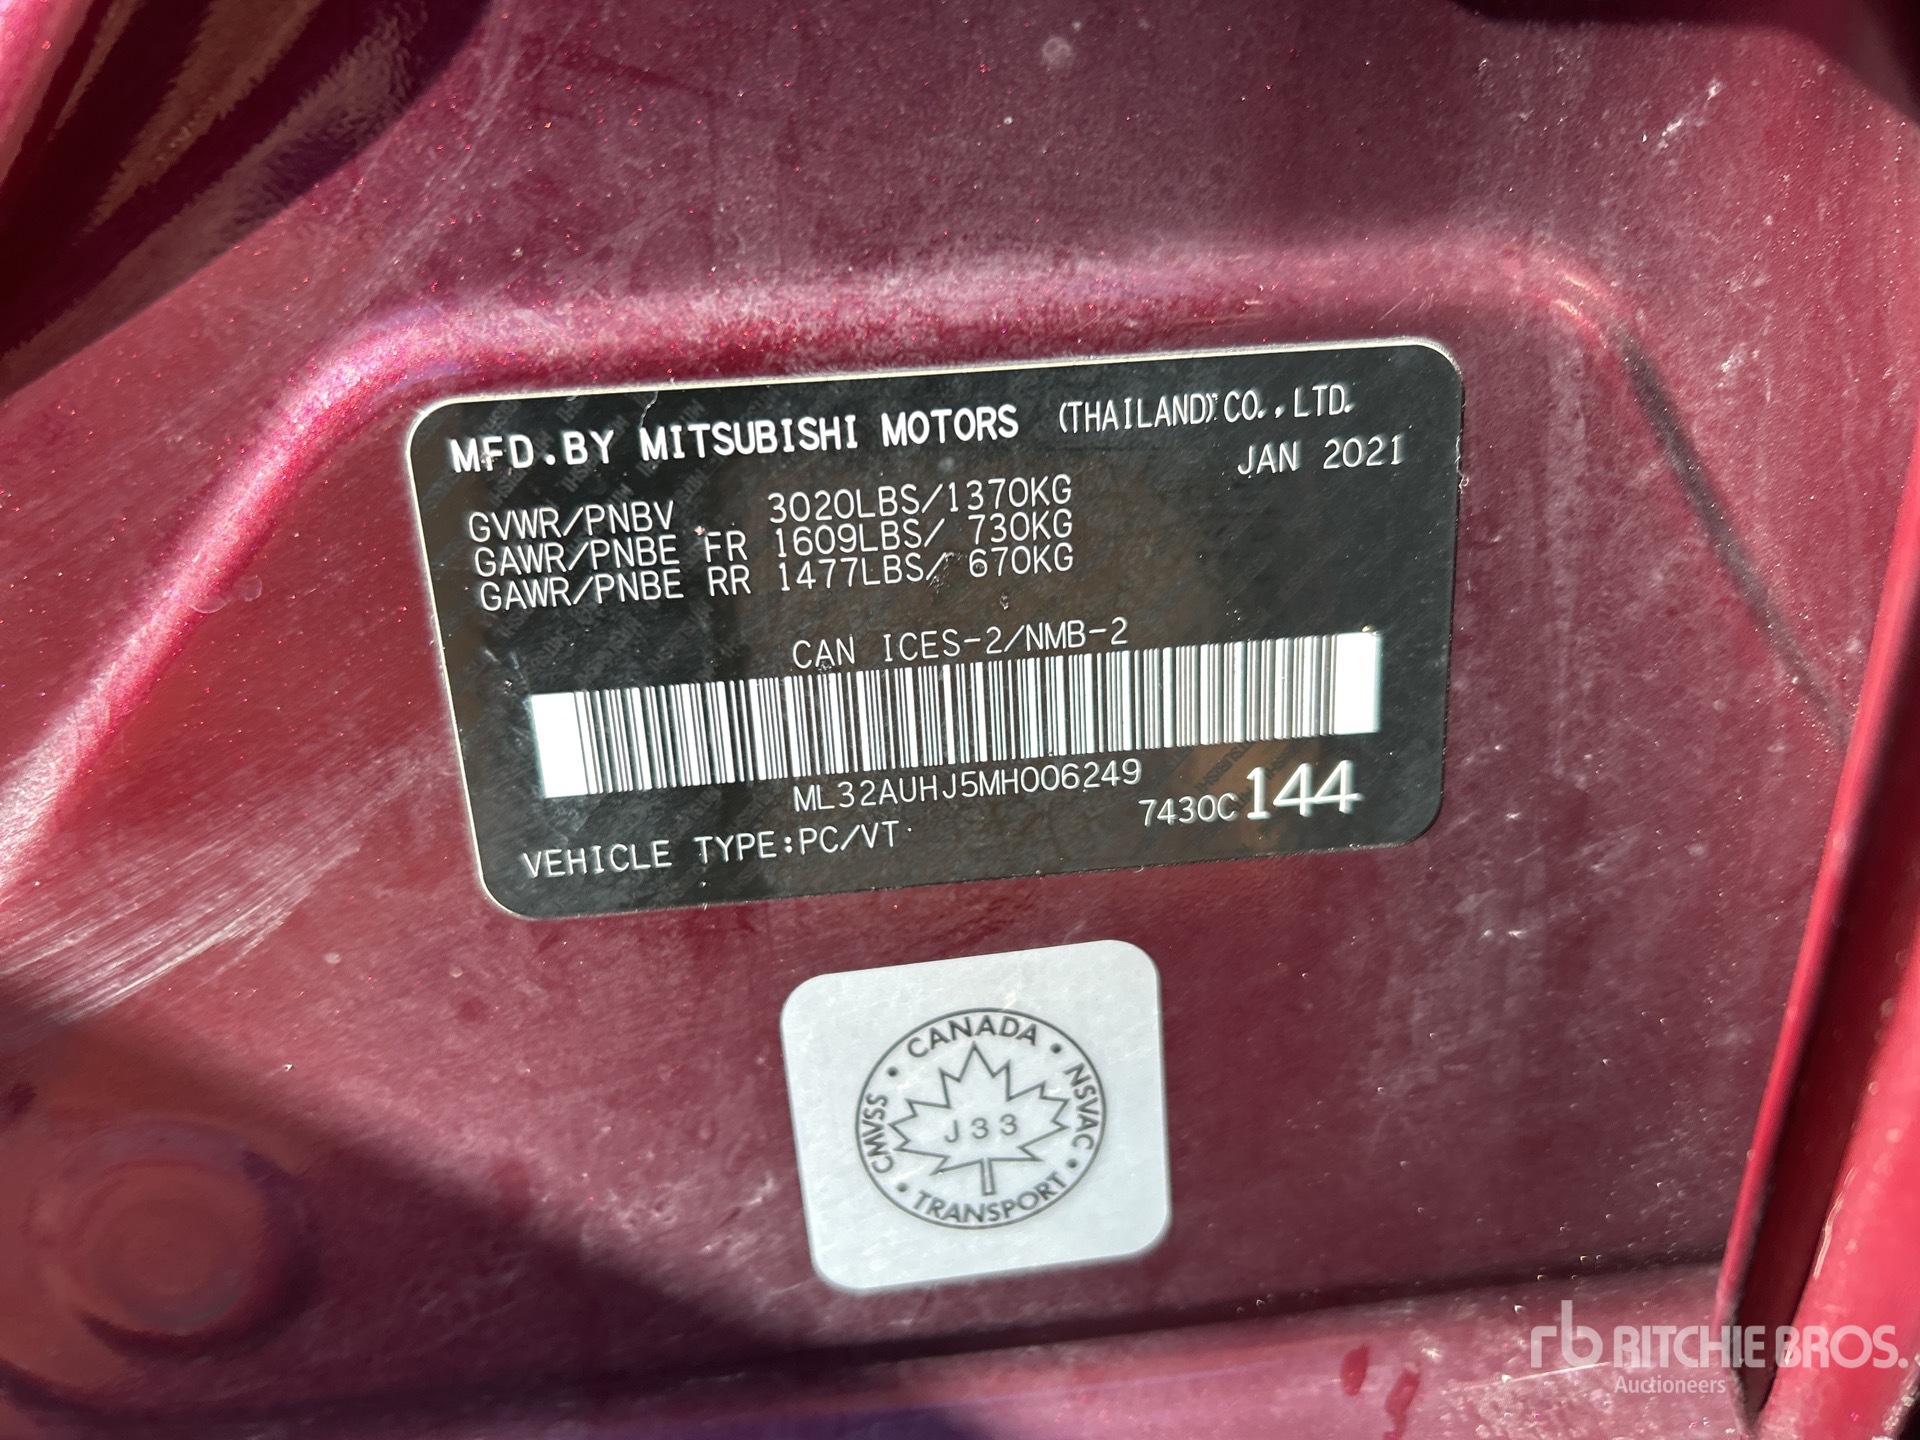 MFD.BY MITSUBISHI MOTORS (THAILAND) CO.,LTD.
JAN 2021
GVWR/PNBV 3020LBS/1370KG
GAWR/PNBE FR 1609LBS/ 730KG
GAWR/PNBE RR 1477LBS/ 670KG
CAN ICES-2/NMB-2
ML32AUHJ5MH006249
7430C 144
VEHICLE TYPE:PC/VT
CANADA
CMVSS • NSVAC
J33
TRANSPORT
rb RITCHIE BROS.
Auctioneers